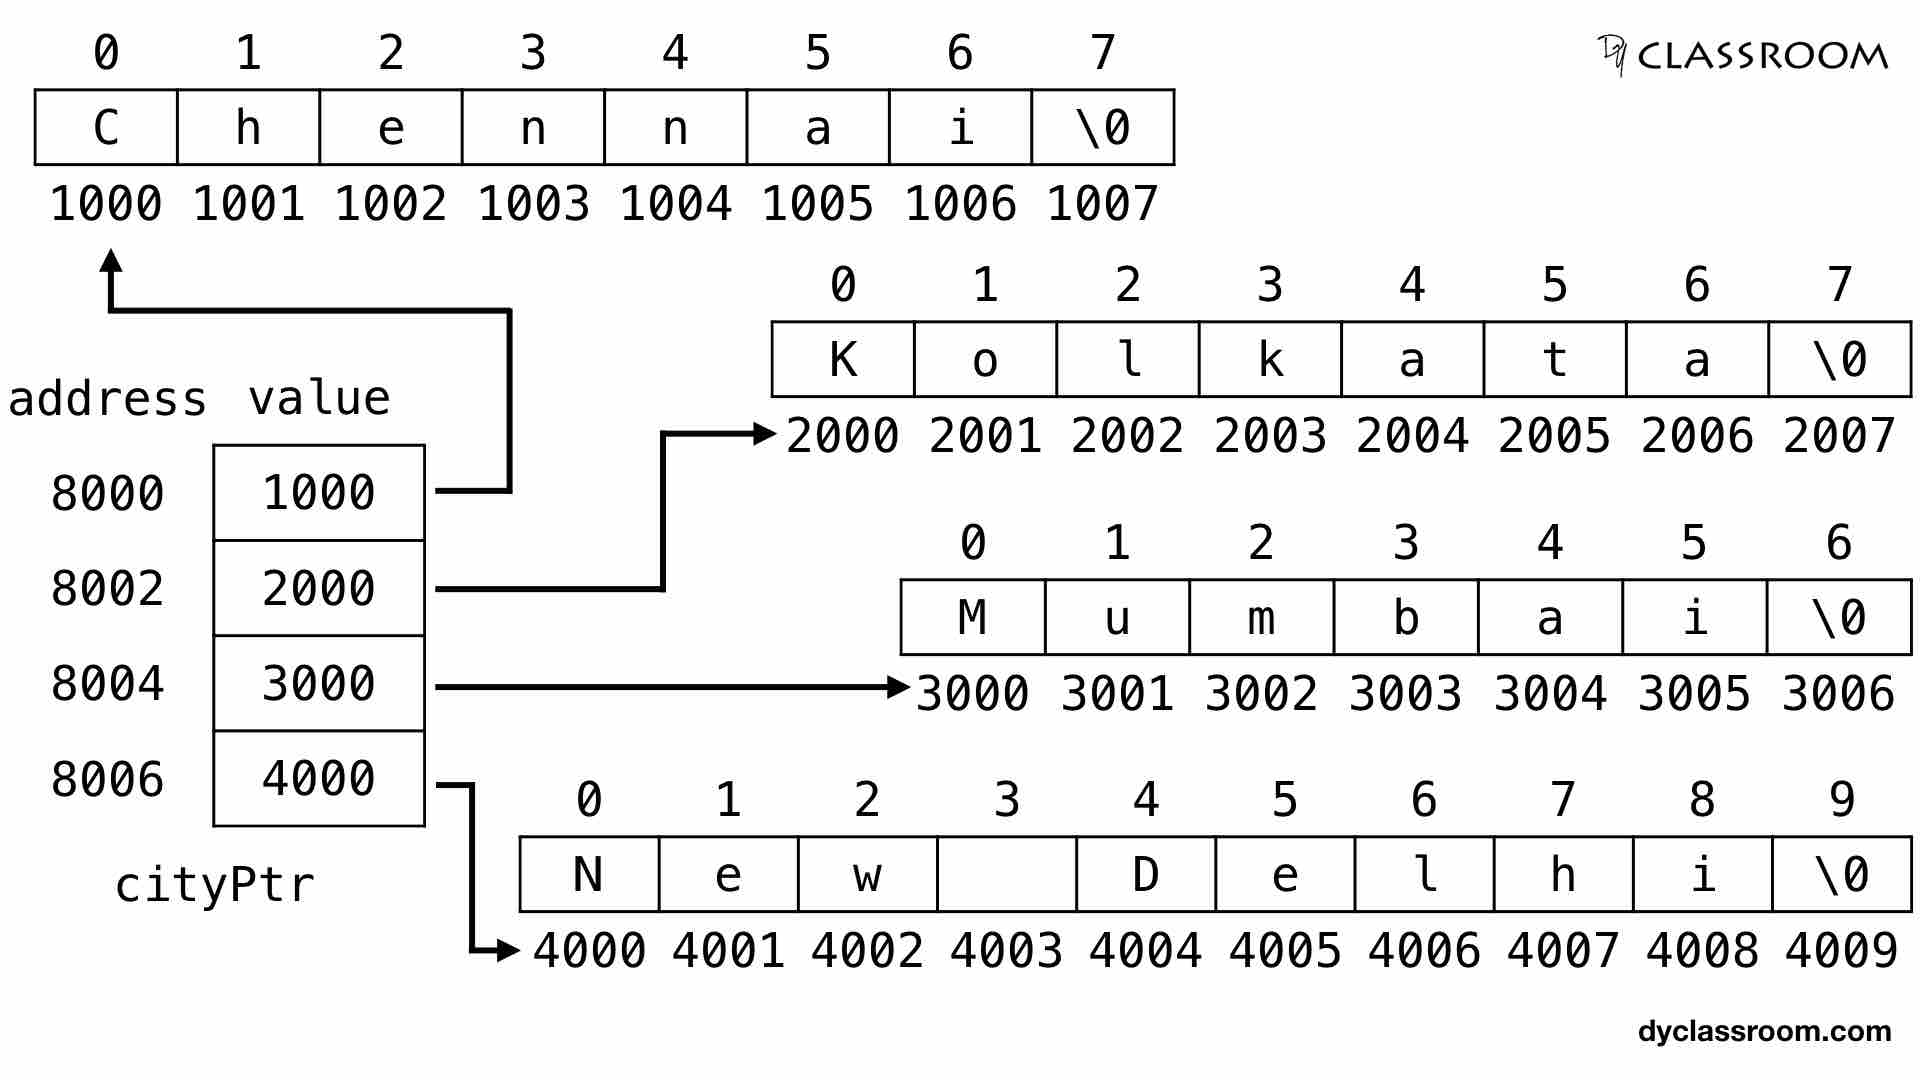 0 1 2 3 4 5 6 7
DY CLASSROOM
C h e n n a i \0
1000 1001 1002 1003 1004 1005 1006 1007
0 1 2 3 4 5 6 7
K o l k a t a \0
2000 2001 2002 2003 2004 2005 2006 2007
address value
8000 1000
8002 2000
8004 3000
8006 4000
cityPtr
0 1 2 3 4 5 6
M u m b a i \0
3000 3001 3002 3003 3004 3005 3006
0 1 2 3 4 5 6 7 8 9
N e w D e l h i \0
4000 4001 4002 4003 4004 4005 4006 4007 4008 4009
dyclassroom.com